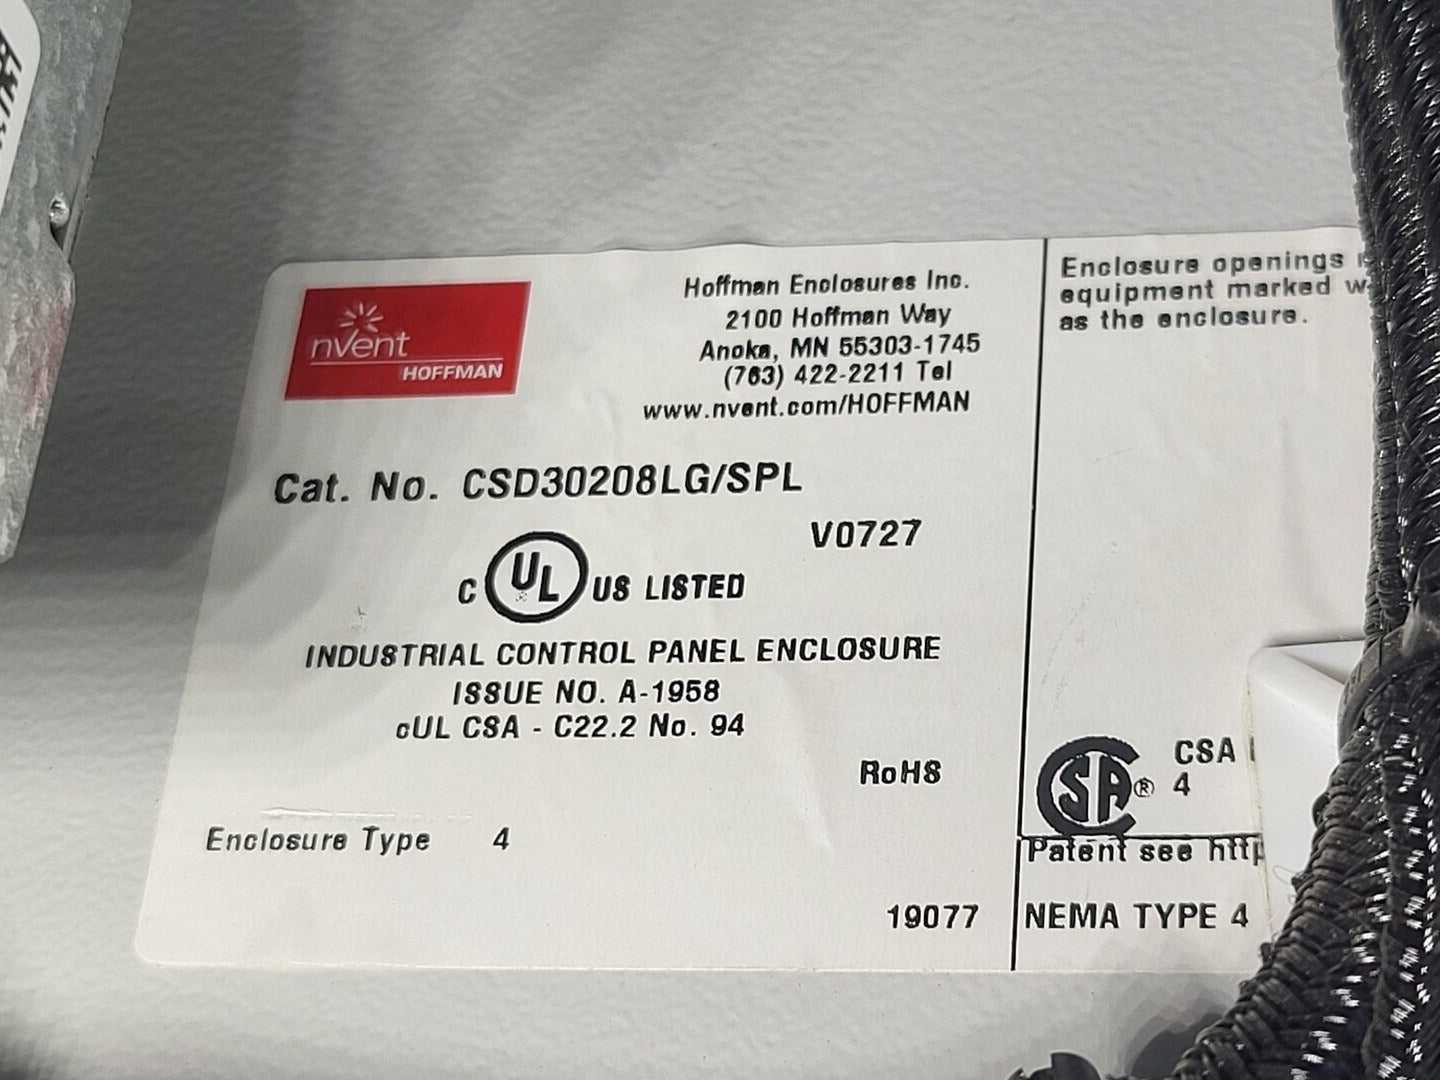 nVent
HOFFMAN
Hoffman Enclosures Inc.
2100 Hoffman Way
Anoka, MN 55303-1745
(763) 422-2211 Tel
www.nvent.com/HOFFMAN
Cat. No. CSD30208LG/SPL
V0727
C UL US LISTED
INDUSTRIAL CONTROL PANEL ENCLOSURE
ISSUE NO. A-1958
cUL CSA - C22.2 No. 94
RoHS
Enclosure Type 4
19077
Enclosure openings
equipment marked
as the enclosure.
SA® CSA
4
Patent see
NEMA TYPE 4